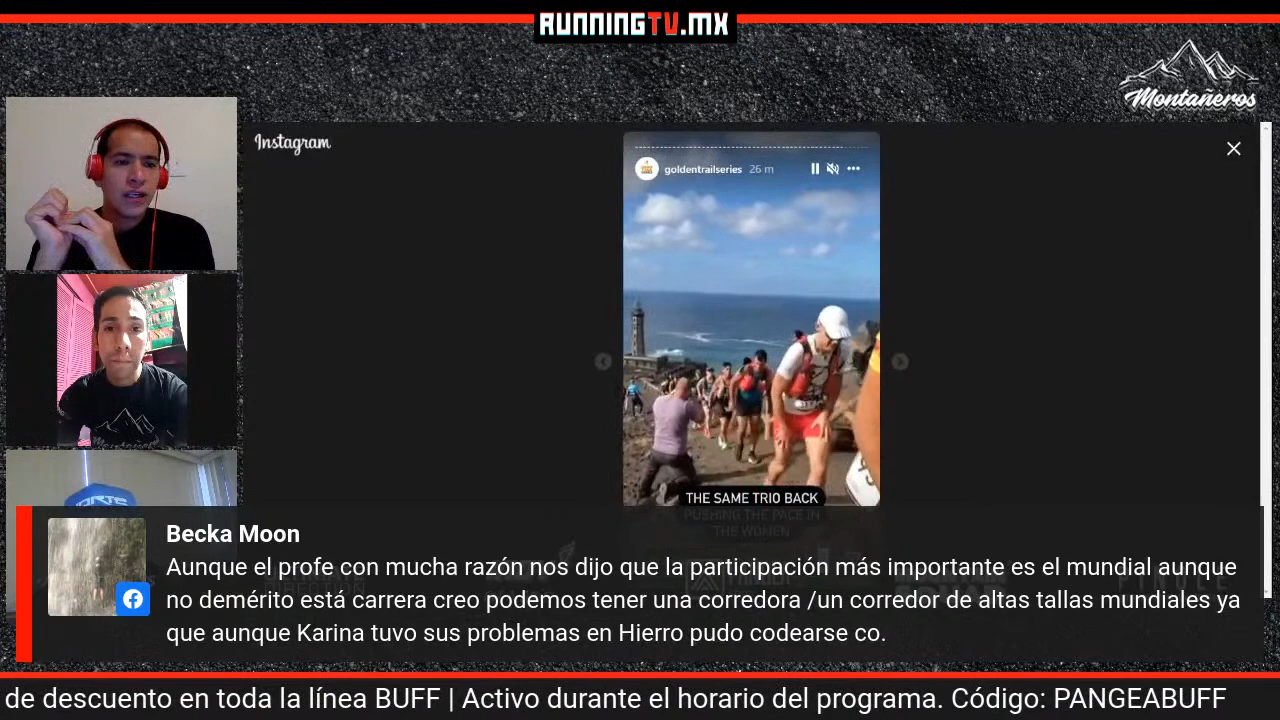 RUNNINGTV.MX
Montañeros
Instagram
goldentrailseries 26 m
THE SAME TRIO BACK
PUSHING THE PACE IN
THE WOMEN
Becka Moon
Aunque el profe con mucha razón nos dijo que la participación más importante es el mundial aunque
no demérito está carrera creo podemos tener una corredora /un corredor de altas tallas mundiales ya
que aunque Karina tuvo sus problemas en Hierro pudo codearse co.
de descuento en toda la línea BUFF | Activo durante el horario del programa. Código: PANGEABUFF